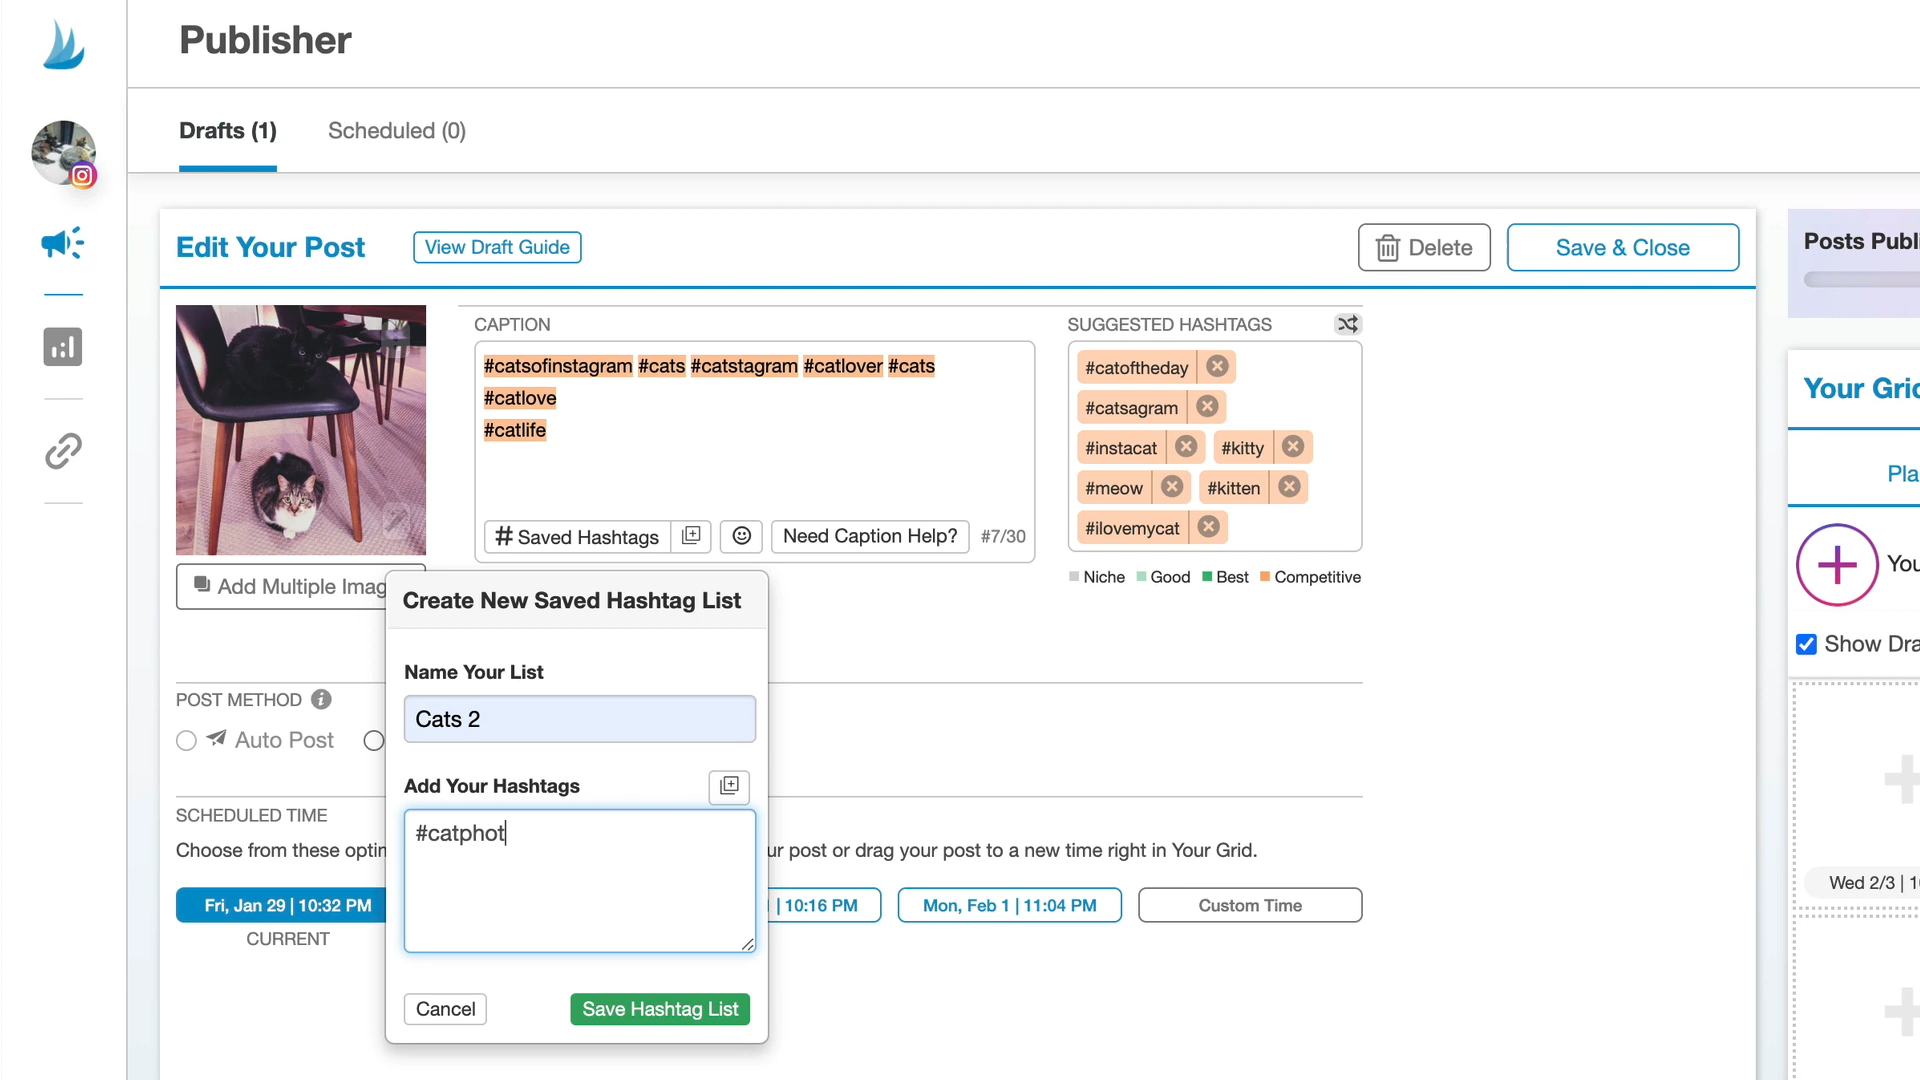 Publisher
Drafts (1) Scheduled (0)
Edit Your Post View Draft Guide Delete Save & Close
CAPTION
#catsofinstagram #cats #catstagram #catlover #cats
#catlove
#catlife
# Saved Hashtags Need Caption Help? #7/30
SUGGESTED HASHTAGS
#catoftheday
#catsagram
#instacat #kitty
#meow #kitten
#ilovemycat
Niche Good Best Competitive
Add Multiple Imag
Create New Saved Hashtag List
Name Your List
Cats 2
Add Your Hashtags
#catphot
Cancel Save Hashtag List
POST METHOD
Auto Post
SCHEDULED TIME
Choose from these optim ur post or drag your post to a new time right in Your Grid.
Fri, Jan 29 | 10:32 PM | 10:16 PM Mon, Feb 1 | 11:04 PM Custom Time
CURRENT
Posts Publi
Your Grid
Pla
You
Show Dra
Wed 2/3 | 10